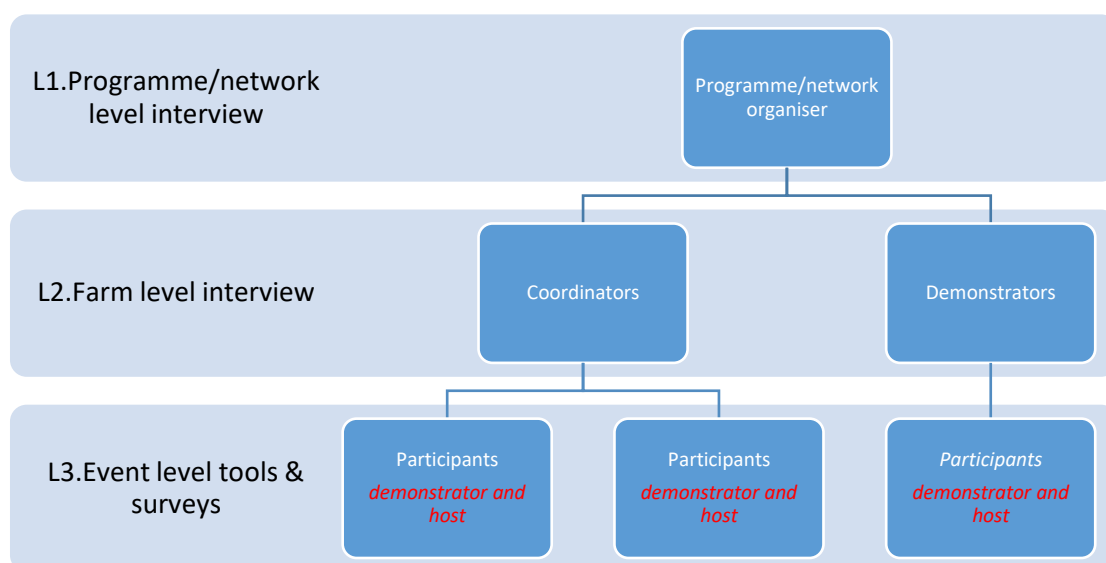 L1.Programme/network
level interview
Programme/network
organiser
L2.Farm level interview
Coordinators
Demonstrators
L3.Event level tools &
surveys
Participants
demonstrator and
host
Participants
demonstrator and
host
Participants
demonstrator and
host